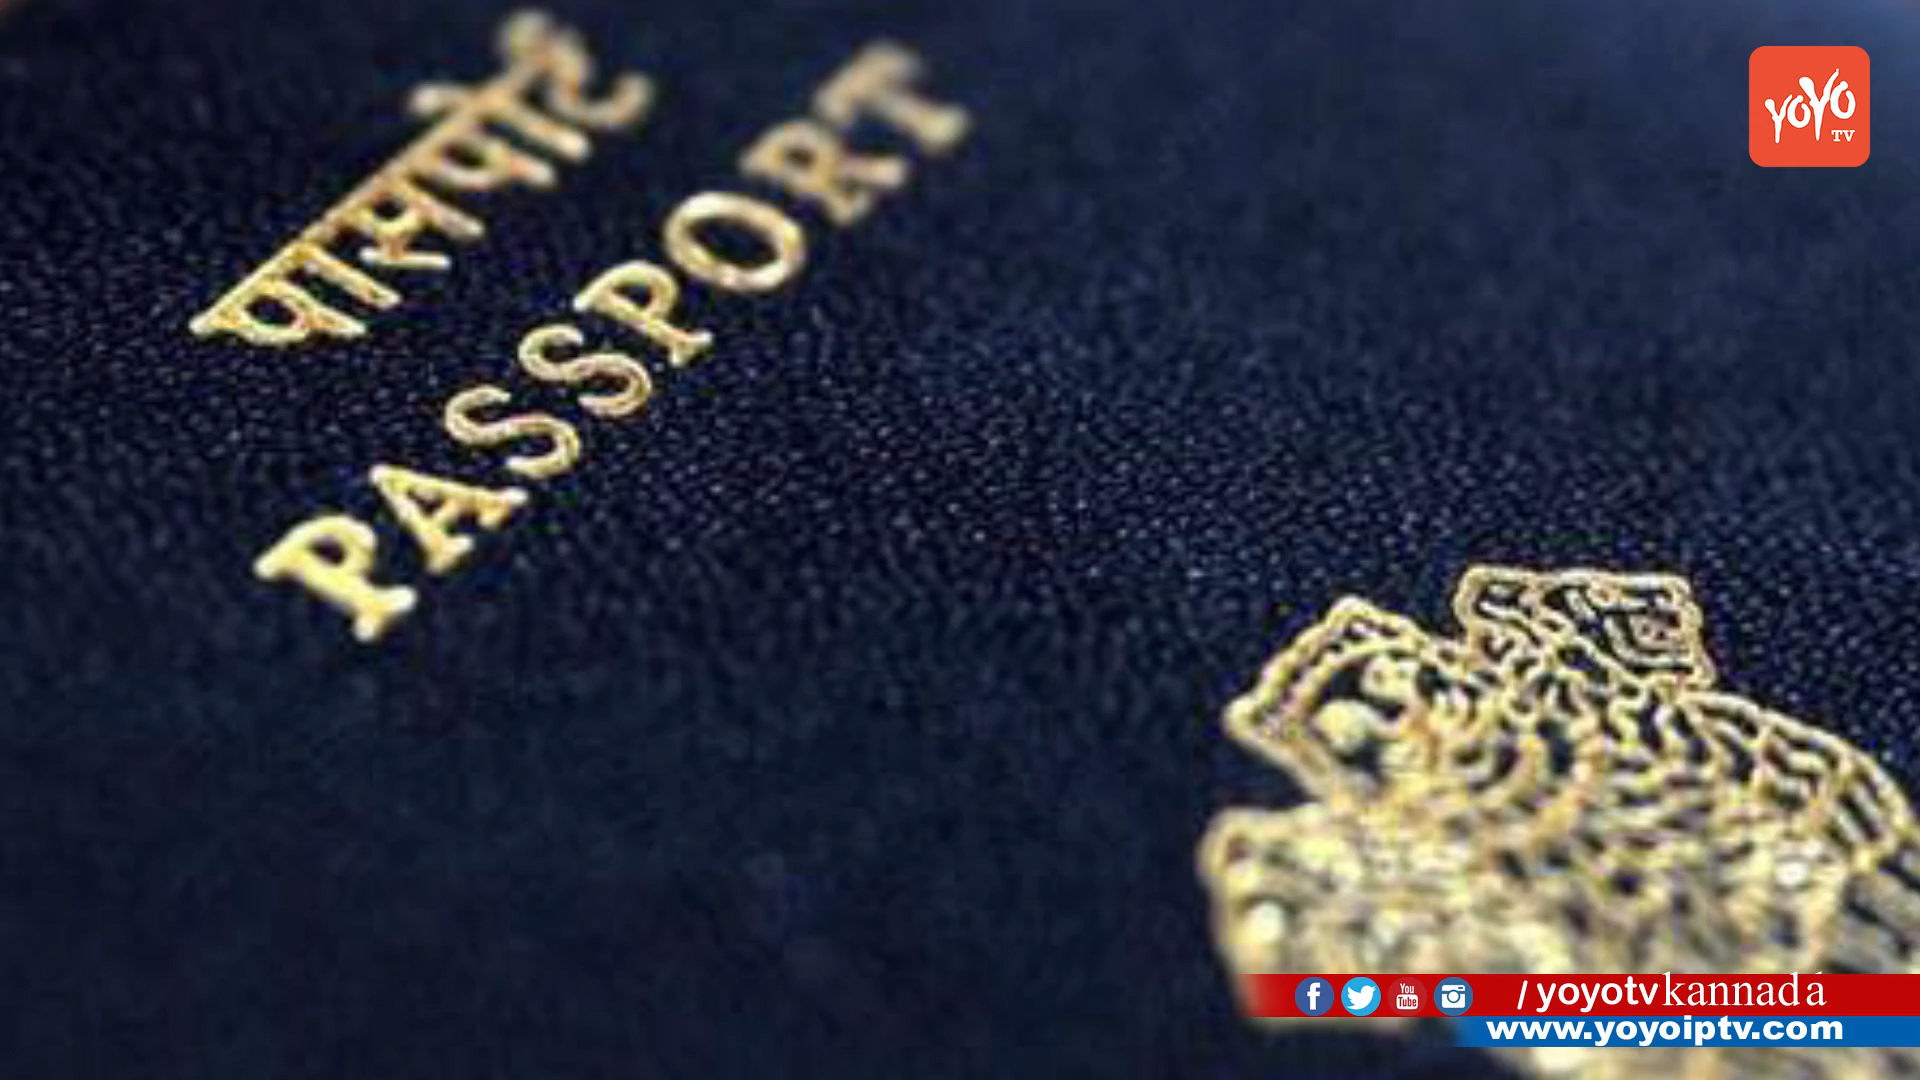 YOYO
TV
पासपोर्ट
PASSPORT
/yoyotvkannada
www.yoyoiptv.com